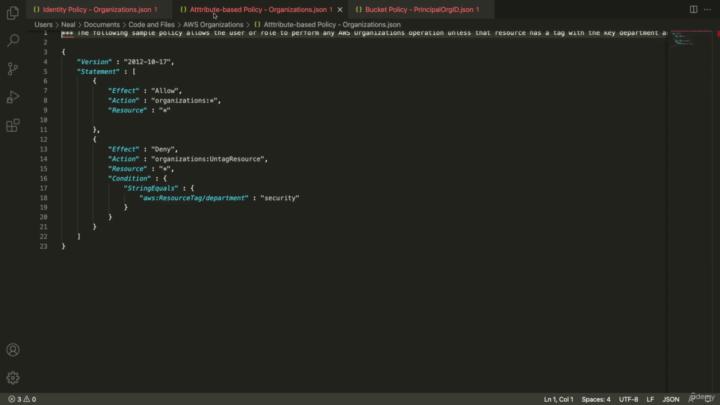 Identity Policy - Organizations.json 1
Atttribute-based Policy - Organizations.json 1
Bucket Policy - PrincipalOrgID.json 1
Users > Neal > Documents > Code and Files > AWS Organizations > {} Atttribute-based Policy - Organizations.json
1 *** The following sample policy allows the user or role to perform any AWS Organizations operation unless that resource has a tag with the key department
2
3 {
4 "Version" : "2012-10-17",
5 "Statement" : [
6 {
7 "Effect" : "Allow",
8 "Action" : "organizations:*",
9 "Resource" : "*"
10
11 },
12 {
13 "Effect" : "Deny",
14 "Action" : "organizations:UntagResource",
15 "Resource" : "*",
16 "Condition" : {
17 "StringEquals" : {
18 "aws:ResourceTag/department" : "security"
19 }
20 }
21 }
22 ]
23 }
3 0 Ln 1, Col 1 Spaces: 4 UTF-8 LF JSON
Udemy